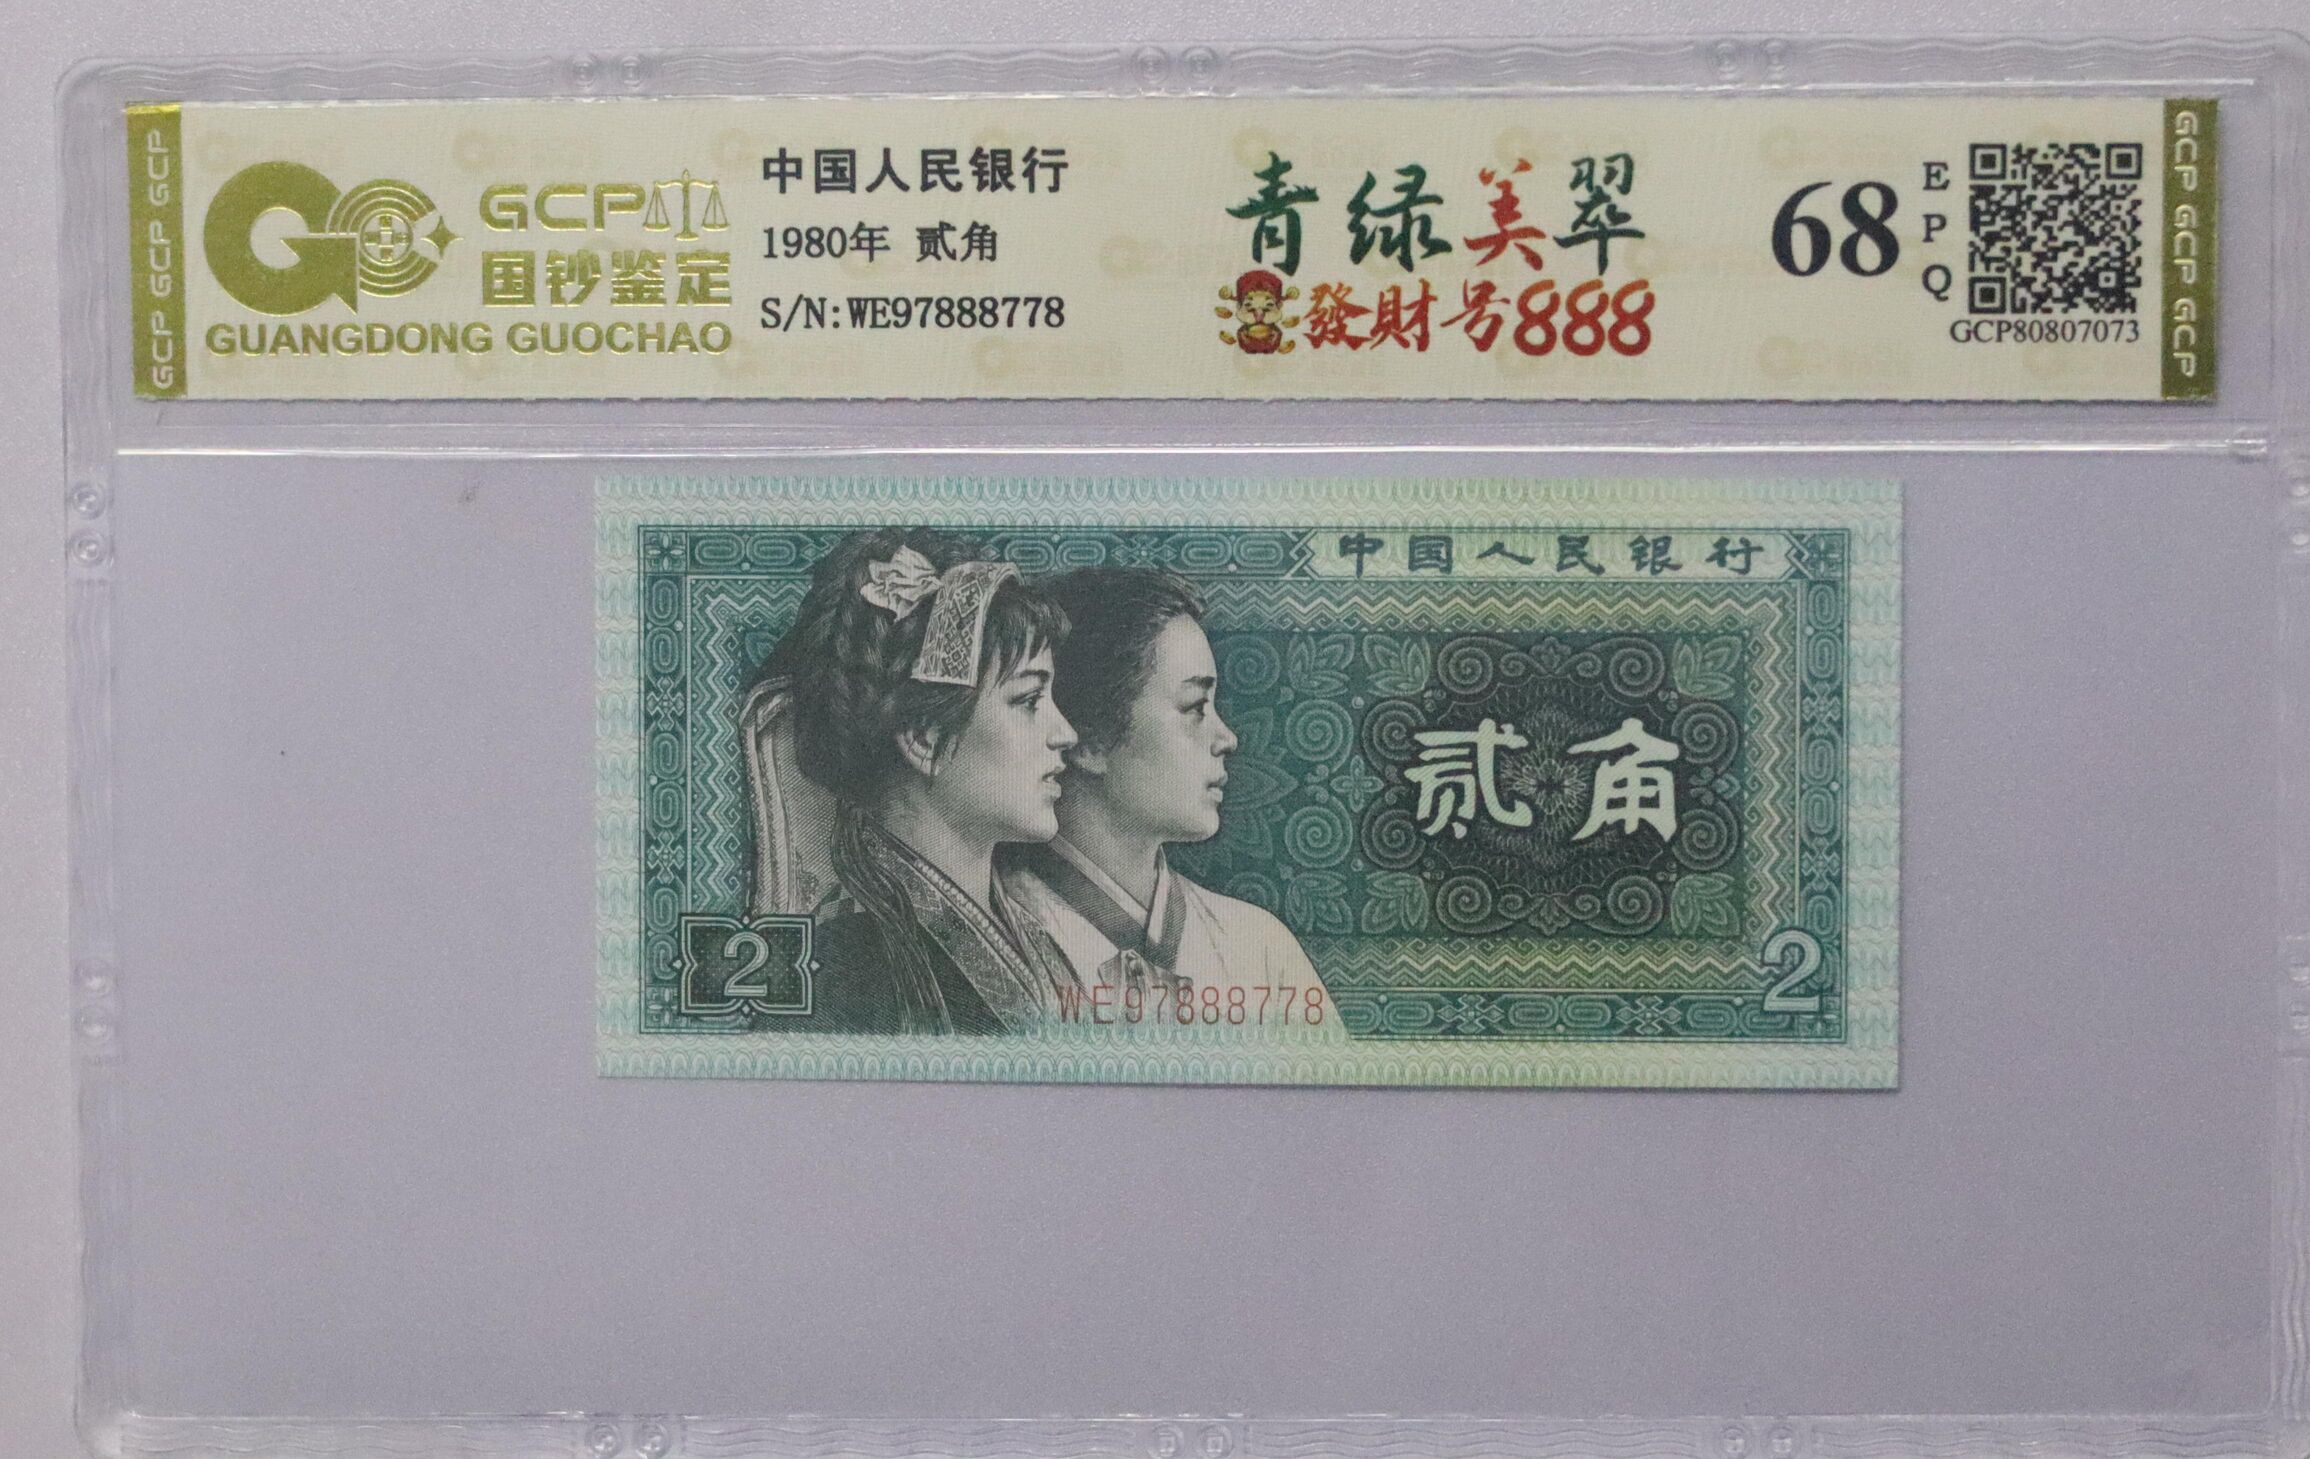 GCP GCP GCP
GCP
国钞鉴定
GUANGDONG GUOCHAO
中国人民银行
1980年 贰角
S/N:WE97888778
青绿美翠
發財号888
68
EPQ
GCP80807073
GCP GCP GCP
中国人民银行
贰角
2
2
WE97888778